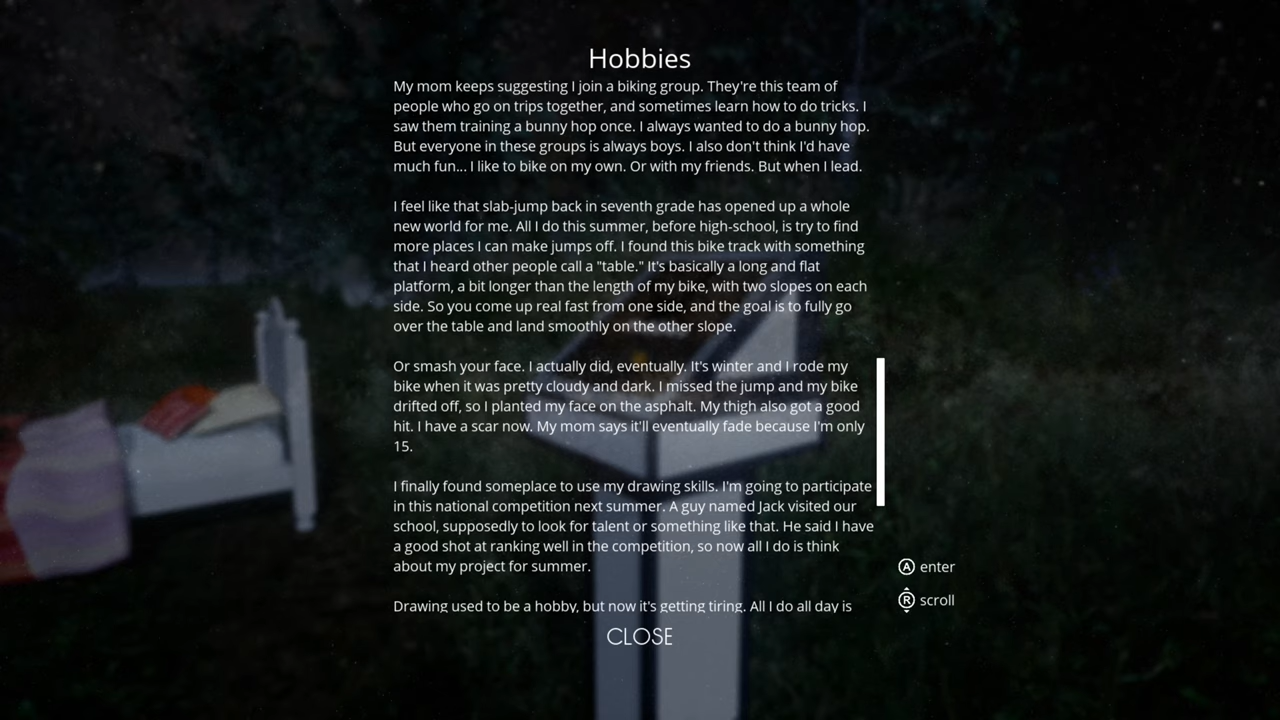 Hobbies
My mom keeps suggesting I join a biking group. They're this team of
people who go on trips together, and sometimes learn how to do tricks. I
saw them training a bunny hop once. I always wanted to do a bunny hop.
But everyone in these groups is always boys. I also don't think I'd have
much fun... I like to bike on my own. Or with my friends. But when I lead.
I feel like that slab-jump back in seventh grade has opened up a whole
new world for me. All I do this summer, before high-school, is try to find
more places I can make jumps off. I found this bike track with something
that I heard other people call a "table." It's basically a long and flat
platform, a bit longer than the length of my bike, with two slopes on each
side. So you come up real fast from one side, and the goal is to fully go
over the table and land smoothly on the other slope.
Or smash your face. I actually did, eventually. It's winter and I rode my
bike when it was pretty cloudy and dark. I missed the jump and my bike
drifted off, so I planted my face on the asphalt. My thigh also got a good
hit. I have a scar now. My mom says it'll eventually fade because I'm only
15.
I finally found someplace to use my drawing skills. I'm going to participate
in this national competition next summer. A guy named Jack visited our
school, supposedly to look for talent or something like that. He said I have
a good shot at ranking well in the competition, so now all I do is think
about my project for summer.
Drawing used to be a hobby, but now it's getting tiring. All I do all day is
A enter
R scroll
CLOSE